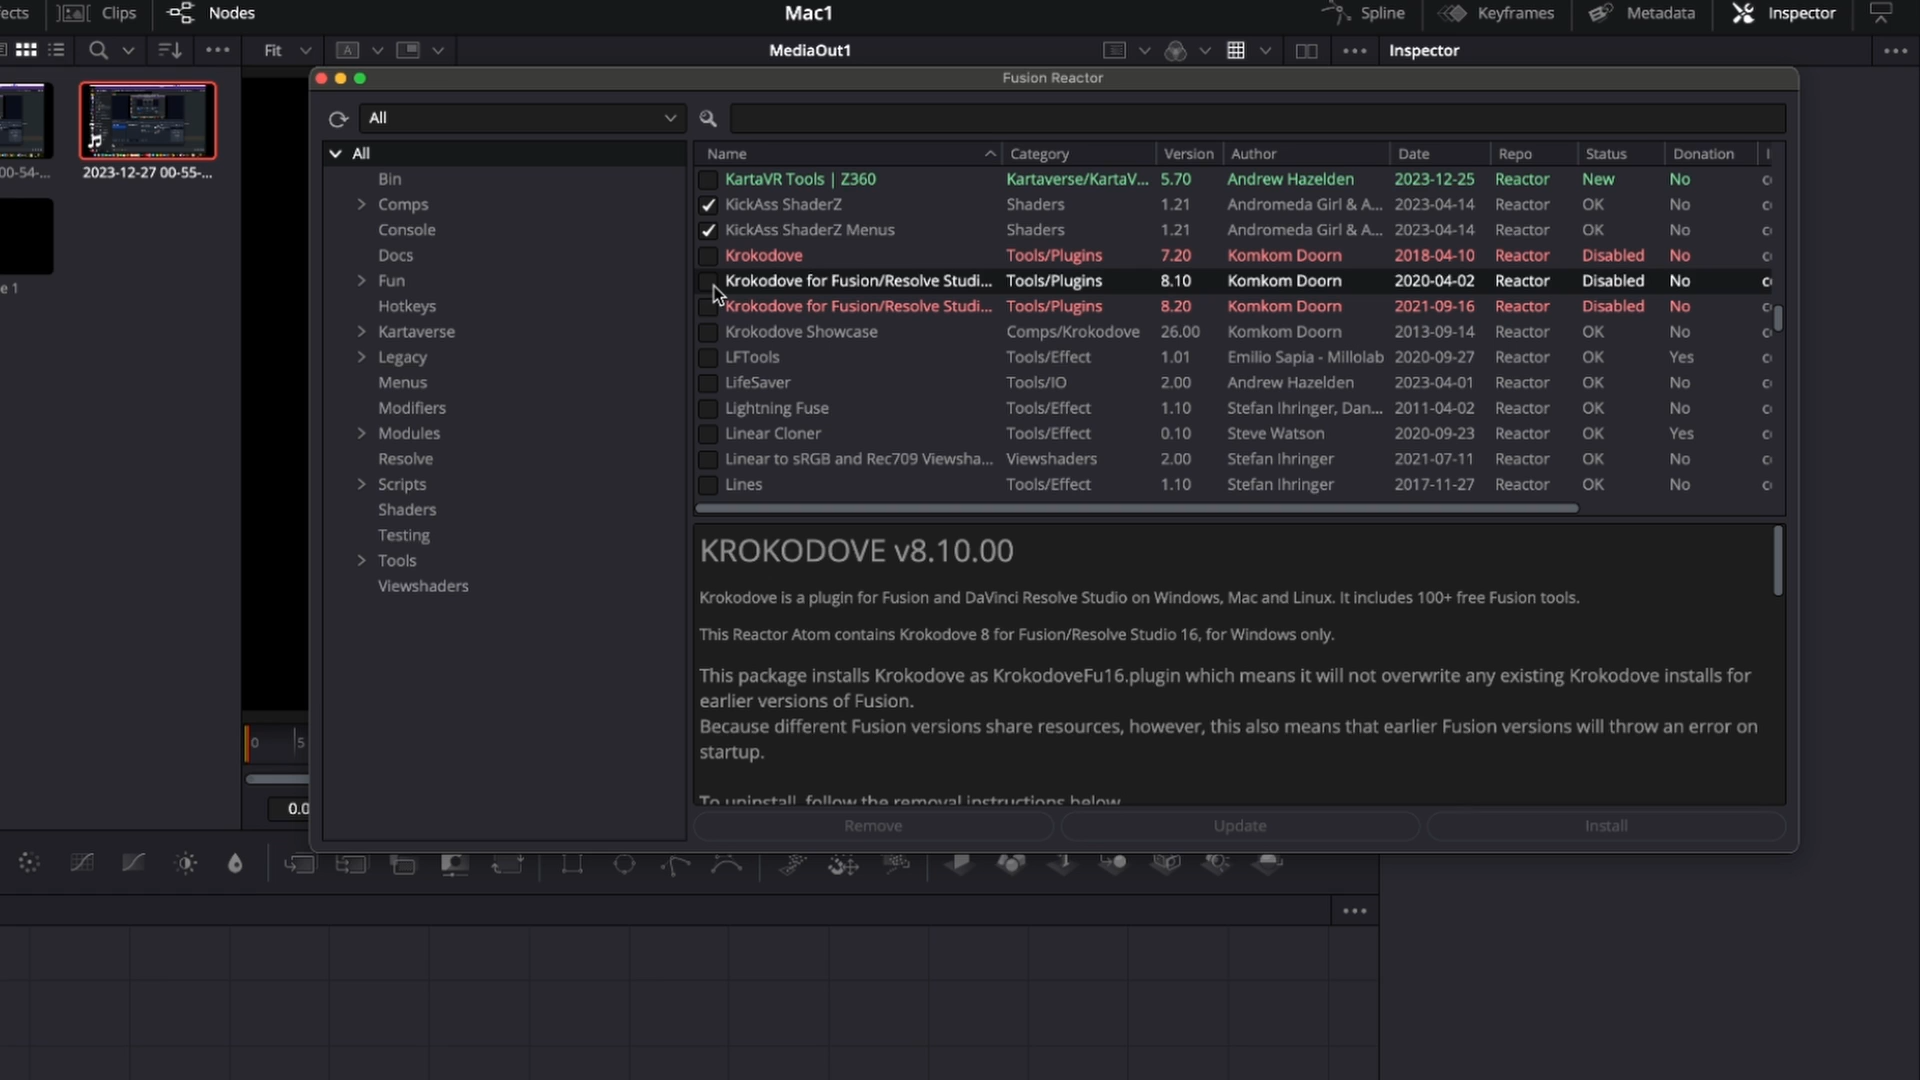 ects Clips Nodes Mac1 Spline Keyframes Metadata Inspector
Fit A MediaOut1 Inspector
Fusion Reactor
All
All
Bin
Comps
Console
Docs
Fun
Hotkeys
Kartaverse
Legacy
Menus
Modifiers
Modules
Resolve
Scripts
Shaders
Testing
Tools
Viewshaders
Name Category Version Author Date Repo Status Donation
KartaVR Tools | Z360 Kartaverse/KartaV... 5.70 Andrew Hazelden 2023-12-25 Reactor New No
KickAss ShaderZ Shaders 1.21 Andromeda Girl & A... 2023-04-14 Reactor OK No
KickAss ShaderZ Menus Shaders 1.21 Andromeda Girl & A... 2023-04-14 Reactor OK No
Krokodove Tools/Plugins 7.20 Komkom Doorn 2018-04-10 Reactor Disabled No
Krokodove for Fusion/Resolve Studi... Tools/Plugins 8.10 Komkom Doorn 2020-04-02 Reactor Disabled No
Krokodove for Fusion/Resolve Studi... Tools/Plugins 8.20 Komkom Doorn 2021-09-16 Reactor Disabled No
Krokodove Showcase Comps/Krokodove 26.00 Komkom Doorn 2013-09-14 Reactor OK No
LFTools Tools/Effect 1.01 Emilio Sapia - Millolab 2020-09-27 Reactor OK Yes
LifeSaver Tools/IO 2.00 Andrew Hazelden 2023-04-01 Reactor OK No
Lightning Fuse Tools/Effect 1.10 Stefan Ihringer, Dan... 2011-04-02 Reactor OK No
Linear Cloner Tools/Effect 0.10 Steve Watson 2020-09-23 Reactor OK Yes
Linear to sRGB and Rec709 Viewsha... Viewshaders 2.00 Stefan Ihringer 2021-07-11 Reactor OK No
Lines Tools/Effect 1.10 Stefan Ihringer 2017-11-27 Reactor OK No
KROKODOVE v8.10.00
Krokodove is a plugin for Fusion and DaVinci Resolve Studio on Windows, Mac and Linux. It includes 100+ free Fusion tools.
This Reactor Atom contains Krokodove 8 for Fusion/Resolve Studio 16, for Windows only.
This package installs Krokodove as KrokodoveFu16.plugin which means it will not overwrite any existing Krokodove installs for
earlier versions of Fusion.
Because different Fusion versions share resources, however, this also means that earlier Fusion versions will throw an error on
startup.
To uninstall, follow the removal instructions below
Remove Update Install
00-54-... 2023-12-27 00-55-...
e 1
0 5
0.0